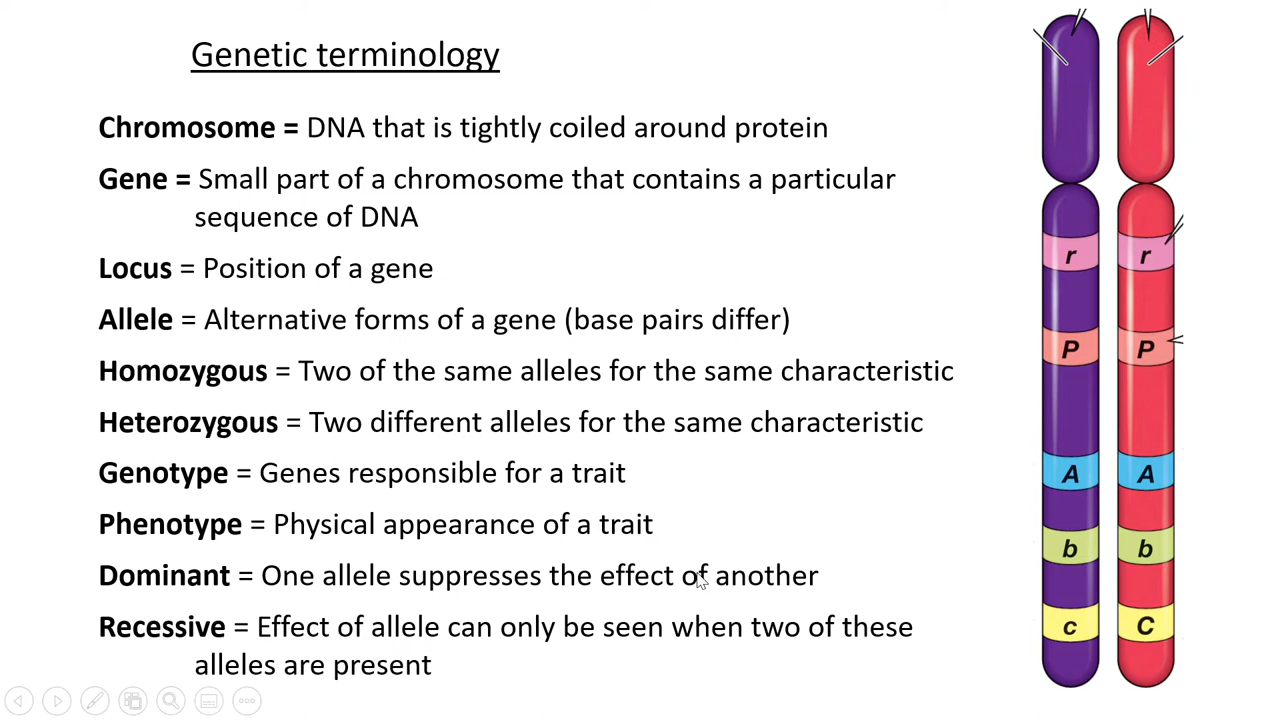 Genetic terminology
Chromosome = DNA that is tightly coiled around protein
Gene = Small part of a chromosome that contains a particular
sequence of DNA
Locus = Position of a gene
Allele = Alternative forms of a gene (base pairs differ)
Homozygous = Two of the same alleles for the same characteristic
Heterozygous = Two different alleles for the same characteristic
Genotype = Genes responsible for a trait
Phenotype = Physical appearance of a trait
Dominant = One allele suppresses the effect of another
Recessive = Effect of allele can only be seen when two of these
alleles are present
r r
P P
A A
b b
c C